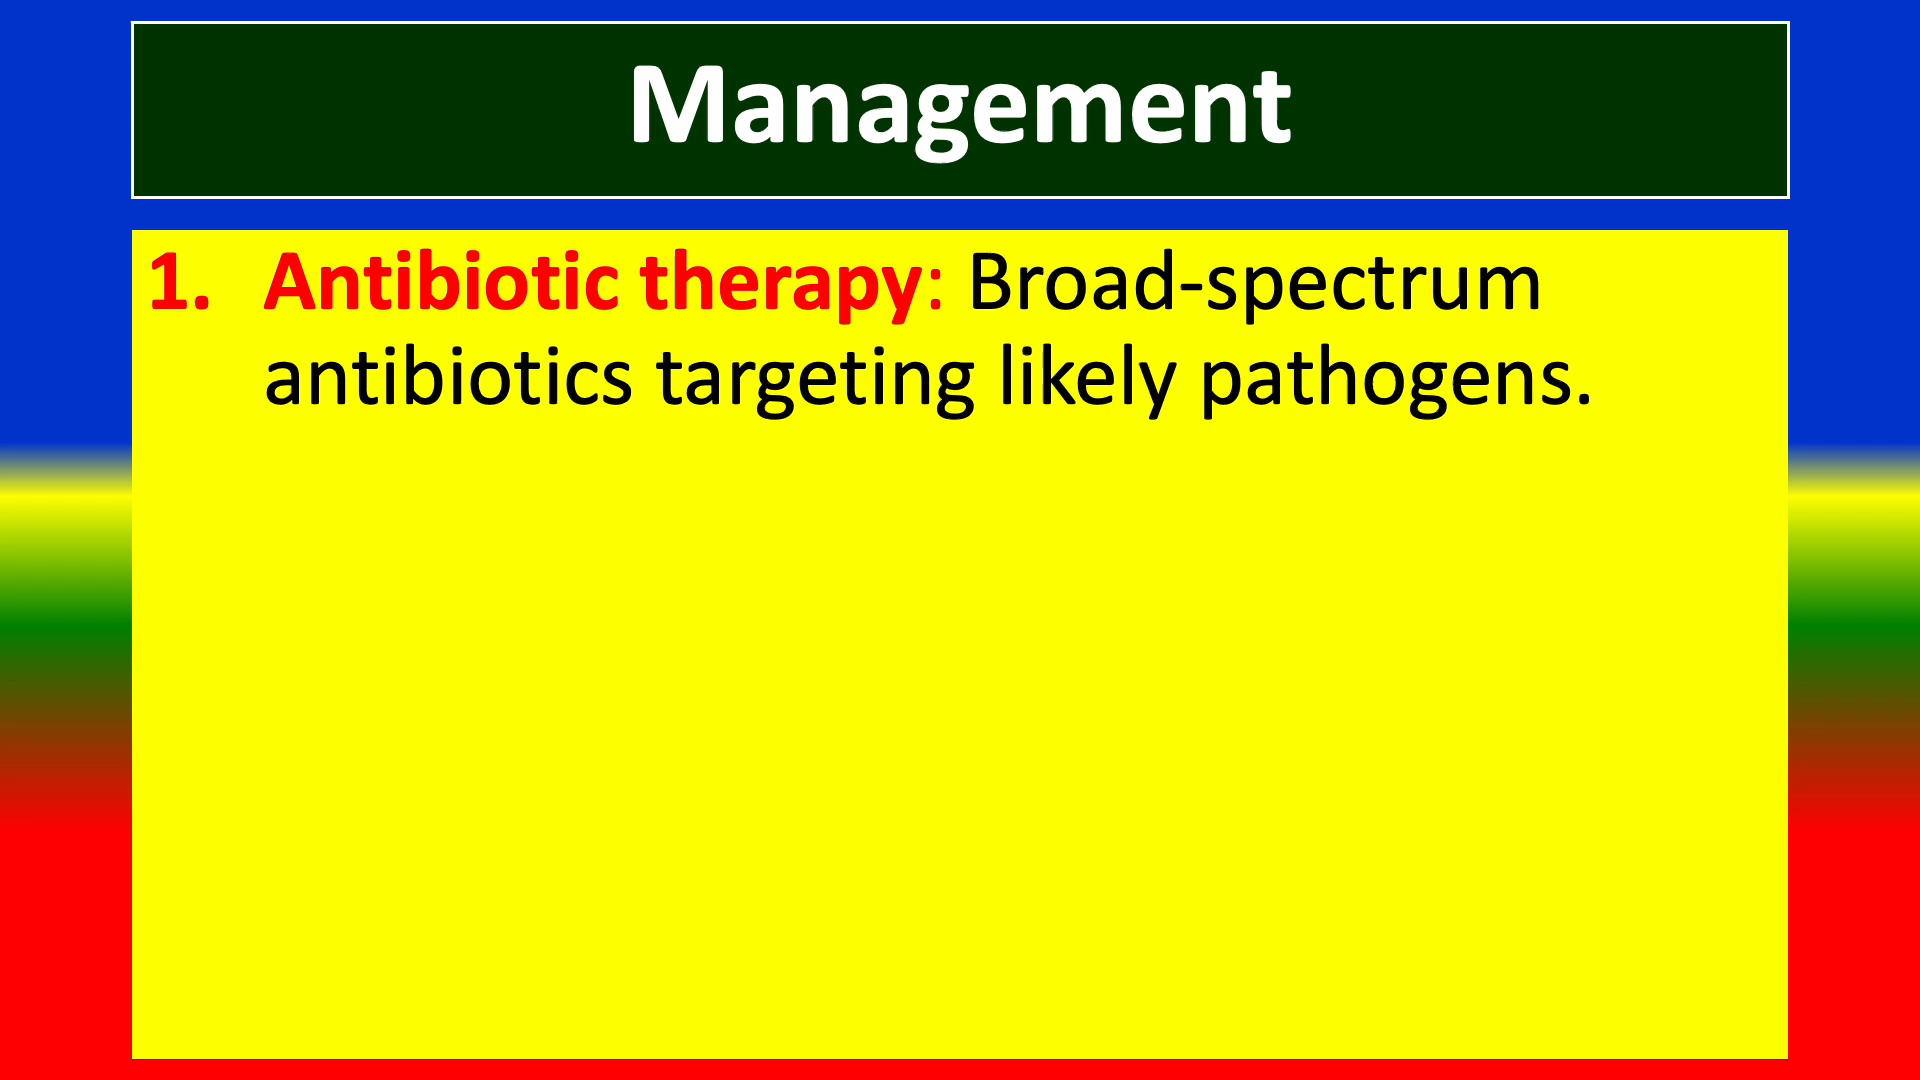 Management
1. Antibiotic therapy: Broad-spectrum
antibiotics targeting likely pathogens.